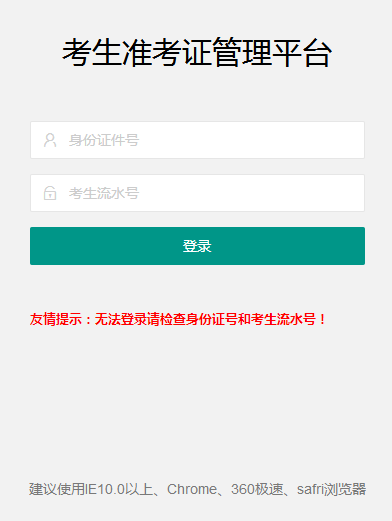 考生准考证管理平台
身份证件号
考生流水号
登录
友情提示：无法登录请检查身份证号和考生流水号！
建议使用IE10.0以上、Chrome、360极速、safri浏览器